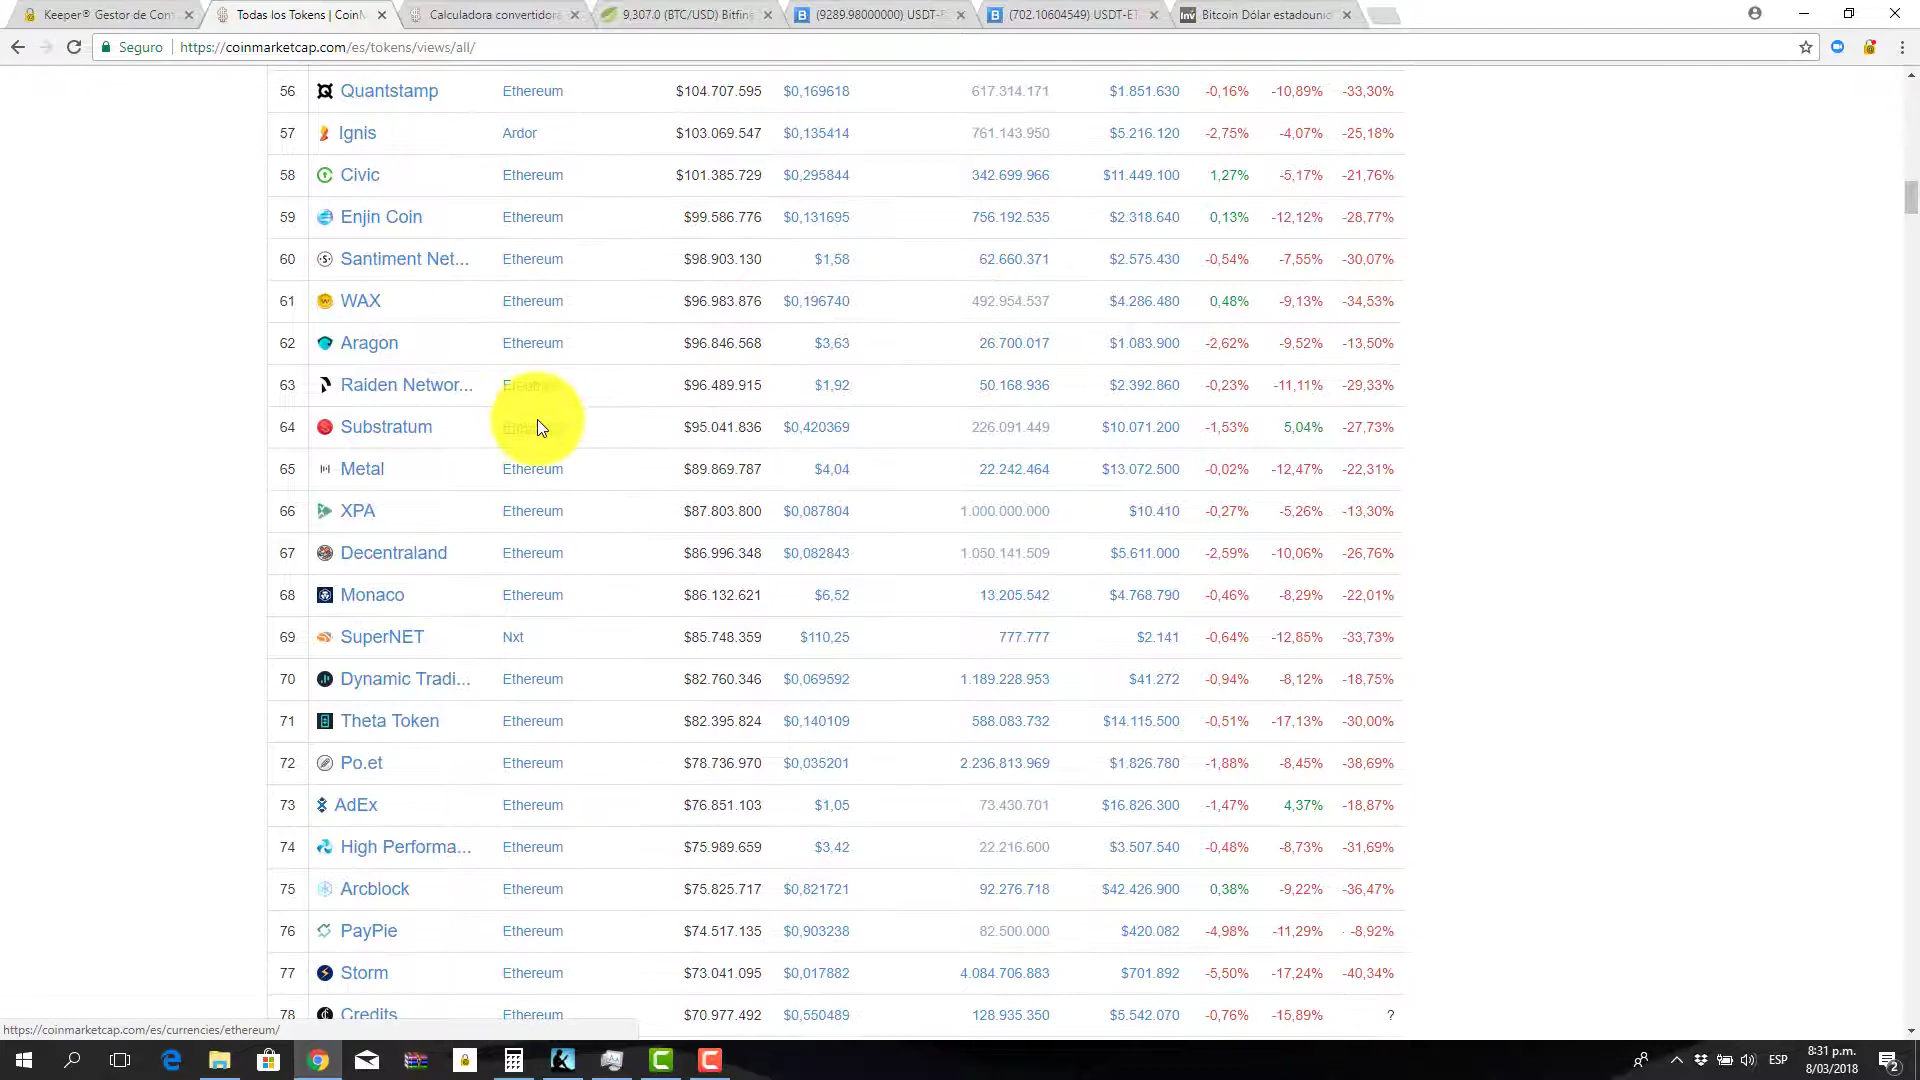 Keeper® Gestor de Con
Todas los Tokens | CoinM
Calculadora convertidora
9,307.0 (BTC/USD) Bitfine
(9289.98000000) USDT-
(702.10604549) USDT-ET
Bitcoin Dólar estadouni
Seguro https://coinmarketcap.com/es/tokens/views/all/
56 Quantstamp Ethereum $104.707.595 $0,169618 617.314.171 $1.851.630 -0,16% -10,89% -33,30%
57 Ignis Ardor $103.069.547 $0,135414 761.143.950 $5.216.120 -2,75% -4,07% -25,18%
58 Civic Ethereum $101.385.729 $0,295844 342.699.966 $11.449.100 1,27% -5,17% -21,76%
59 Enjin Coin Ethereum $99.586.776 $0,131695 756.192.535 $2.318.640 0,13% -12,12% -28,77%
60 Santiment Net... Ethereum $98.903.130 $1,58 62.660.371 $2.575.430 -0,54% -7,55% -30,07%
61 WAX Ethereum $96.983.876 $0,196740 492.954.537 $4.286.480 0,48% -9,13% -34,53%
62 Aragon Ethereum $96.846.568 $3,63 26.700.017 $1.083.900 -2,62% -9,52% -13,50%
63 Raiden Networ... $96.489.915 $1,92 50.168.936 $2.392.860 -0,23% -11,11% -29,33%
64 Substratum $95.041.836 $0,420369 226.091.449 $10.071.200 -1,53% 5,04% -27,73%
65 Metal Ethereum $89.869.787 $4,04 22.242.464 $13.072.500 -0,02% -12,47% -22,31%
66 XPA Ethereum $87.803.800 $0,087804 1.000.000.000 $10.410 -0,27% -5,26% -13,30%
67 Decentraland Ethereum $86.996.348 $0,082843 1.050.141.509 $5.611.000 -2,59% -10,06% -26,76%
68 Monaco Ethereum $86.132.621 $6,52 13.205.542 $4.768.790 -0,46% -8,29% -22,01%
69 SuperNET Nxt $85.748.359 $110,25 777.777 $2.141 -0,64% -12,85% -33,73%
70 Dynamic Tradi... Ethereum $82.760.346 $0,069592 1.189.228.953 $41.272 -0,94% -8,12% -18,75%
71 Theta Token Ethereum $82.395.824 $0,140109 588.083.732 $14.115.500 -0,51% -17,13% -30,00%
72 Po.et Ethereum $78.736.970 $0,035201 2.236.813.969 $1.826.780 -1,88% -8,45% -38,69%
73 AdEx Ethereum $76.851.103 $1,05 73.430.701 $16.826.300 -1,47% 4,37% -18,87%
74 High Performa... Ethereum $75.989.659 $3,42 22.216.600 $3.507.540 -0,48% -8,73% -31,69%
75 Arcblock Ethereum $75.825.717 $0,821721 92.276.718 $42.426.900 0,38% -9,22% -36,47%
76 PayPie Ethereum $74.517.135 $0,903238 82.500.000 $420.082 -4,98% -11,29% -8,92%
77 Storm Ethereum $73.041.095 $0,017882 4.084.706.883 $701.892 -5,50% -17,24% -40,34%
78 Credits Ethereum $70.977.492 $0,550489 128.935.350 $5.542.070 -0,76% -15,89% ?
https://coinmarketcap.com/es/currencies/ethereum/
ESP
8:31 p.m.
8/03/2018
2